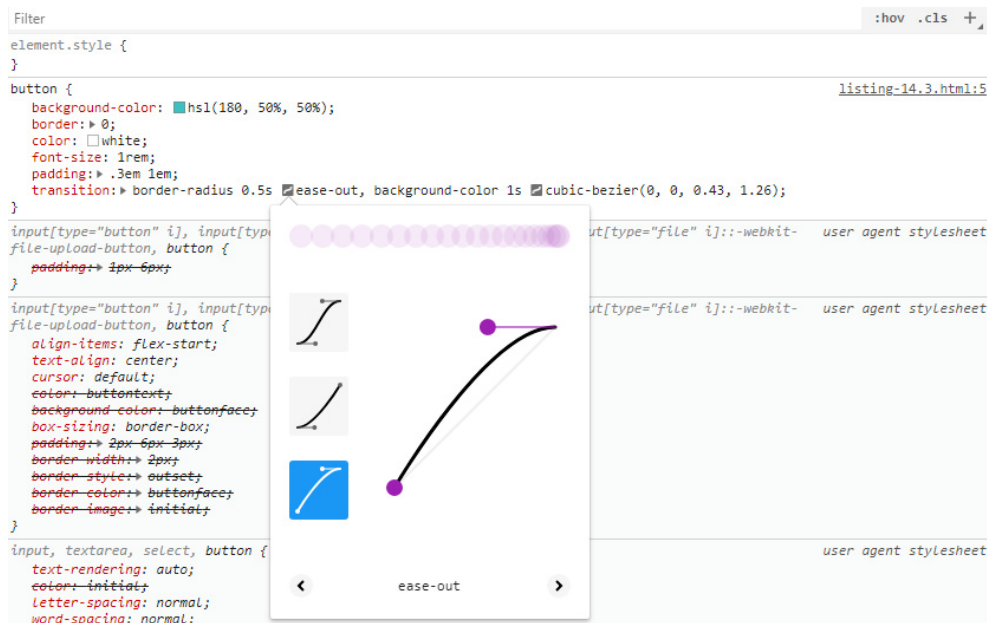 Filter :hov .cls +
element.style {
}
button { listing-14.3.html:5
background-color: hsl(180, 50%, 50%);
border: 0;
color: white;
font-size: 1rem;
padding: .3em 1em;
transition: border-radius 0.5s ease-out, background-color 1s cubic-bezier(0, 0, 0.43, 1.26);
}
input[type="button" i], input[typ ut[type="file" i]::-webkit- user agent stylesheet
file-upload-button, button {
padding: 1px 6px;
}
input[type="button" i], input[typ ut[type="file" i]::-webkit- user agent stylesheet
file-upload-button, button {
align-items: flex-start;
text-align: center;
cursor: default;
color: buttontext;
background-color: buttonface;
box-sizing: border-box;
padding: 2px 6px 3px;
border-width: 2px;
border-style: outset;
border-color: buttonface;
border-image: initial;
}
input, textarea, select, button { user agent stylesheet
text-rendering: auto;
color: initial;
letter-spacing: normal;
word-spacing: normal;
ease-out